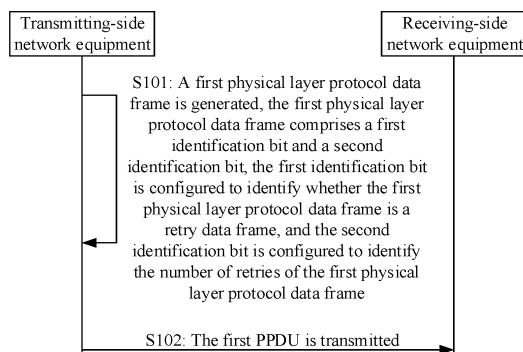 Transmitting-side
network equipment
Receiving-side
network equipment
S101: A first physical layer protocol data
frame is generated, the first physical layer
protocol data frame comprises a first
identification bit and a second
identification bit, the first identification bit
is configured to identify whether the first
physical layer protocol data frame is a
retry data frame, and the second
identification bit is configured to identify
the number of retries of the first physical
layer protocol data frame
S102: The first PPDU is transmitted